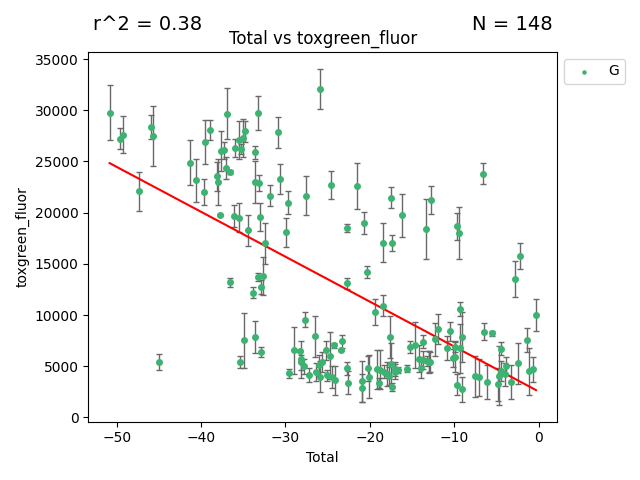 r^2 = 0.38
N = 148
Total vs toxgreen_fluor
G
toxgreen_fluor
35000
30000
25000
20000
15000
10000
5000
0
−50
−40
−30
−20
−10
0
Total